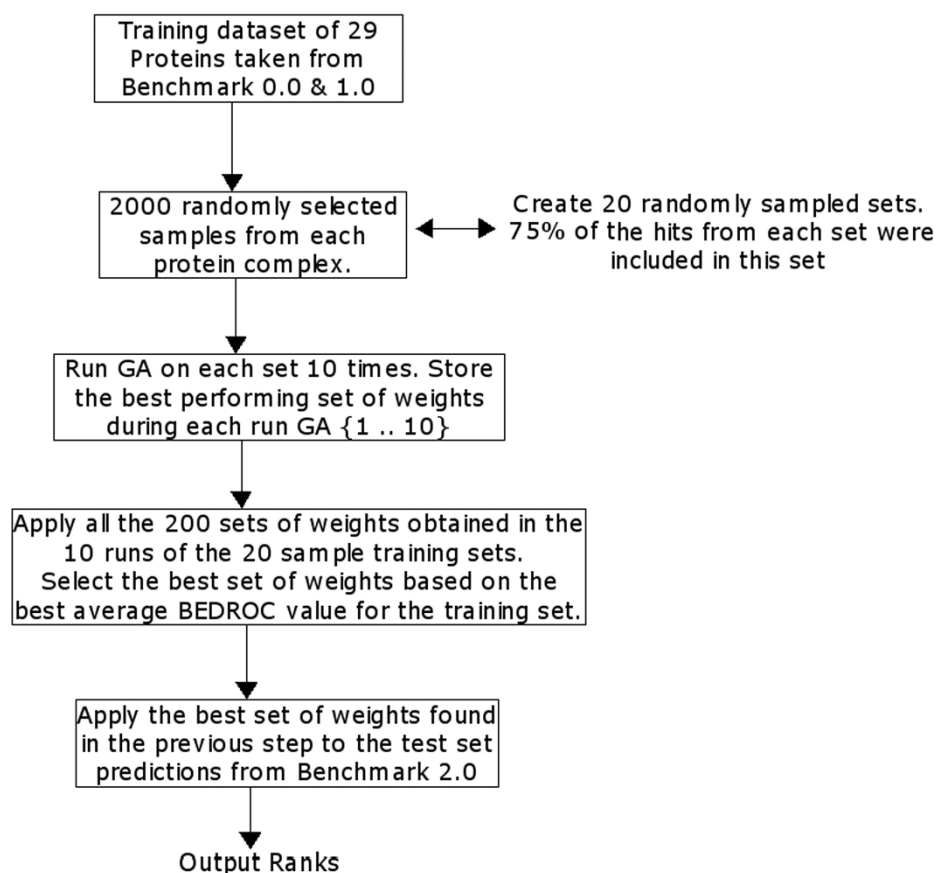 Training dataset of 29
Proteins taken from
Benchmark 0.0 & 1.0
2000 randomly selected
samples from each
protein complex.
Create 20 randomly sampled sets.
75% of the hits from each set were
included in this set
Run GA on each set 10 times. Store
the best performing set of weights
during each run GA {1 .. 10}
Apply all the 200 sets of weights obtained in the
10 runs of the 20 sample training sets.
Select the best set of weights based on the
best average BEDROC value for the training set.
Apply the best set of weights found
in the previous step to the test set
predictions from Benchmark 2.0
Output Ranks